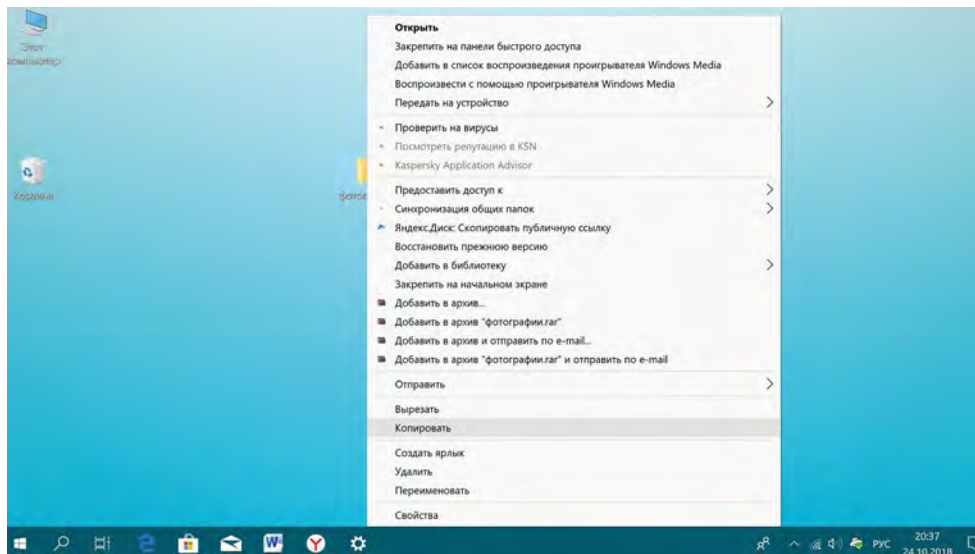 Этот
компьютер
Корзина
Открыть
Закрепить на панели быстрого доступа
Добавить в список воспроизведения проигрывателя Windows Media
Воспроизвести с помощью проигрывателя Windows Media
Передать на устройство
Проверить на вирусы
Посмотреть репутацию в KSN
Kaspersky Application Advisor
Предоставить доступ к
Синхронизация общих папок
Яндекс.Диск: Скопировать публичную ссылку
Восстановить прежнюю версию
Добавить в библиотеку
Закрепить на начальном экране
Добавить в архив...
Добавить в архив "фотографии.rar"
Добавить в архив и отправить по e-mail...
Добавить в архив "фотографии.rar" и отправить по e-mail
Отправить
Вырезать
Копировать
Создать ярлык
Удалить
Переименовать
Свойства
РУС
20:37
24.10.2018